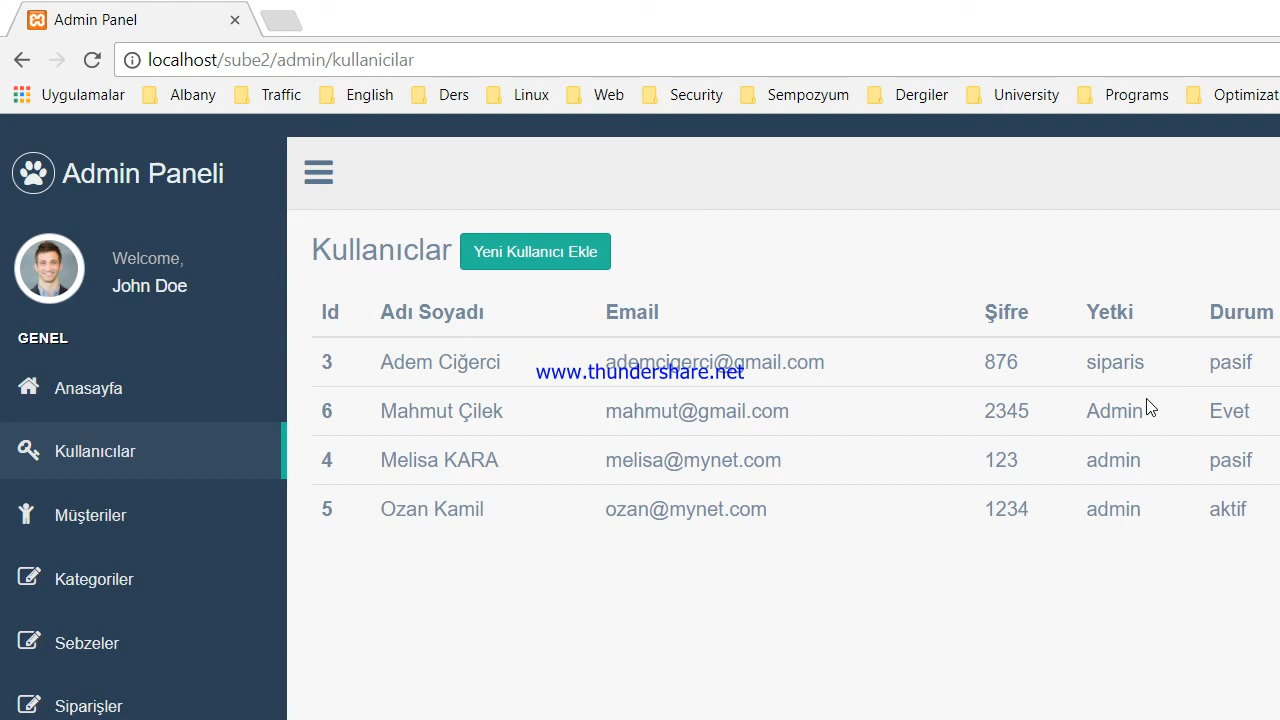 Admin Panel
localhost/sube2/admin/kullanicilar
Uygulamalar Albany Traffic English Ders Linux Web Security Sempozyum Dergiler University Programs Optimizat
Admin Paneli
Welcome,
John Doe
GENEL
Anasayfa
Kullanıcılar
Müşteriler
Kategoriler
Sebzeler
Siparişler
Kullanıclar Yeni Kullanıcı Ekle
Id Adı Soyadı Email Şifre Yetki Durum
3 Adem Ciğerci ademcigerci@gmail.com 876 siparis pasif
www.thundershare.net
6 Mahmut Çilek mahmut@gmail.com 2345 Admin Evet
4 Melisa KARA melisa@mynet.com 123 admin pasif
5 Ozan Kamil ozan@mynet.com 1234 admin aktif